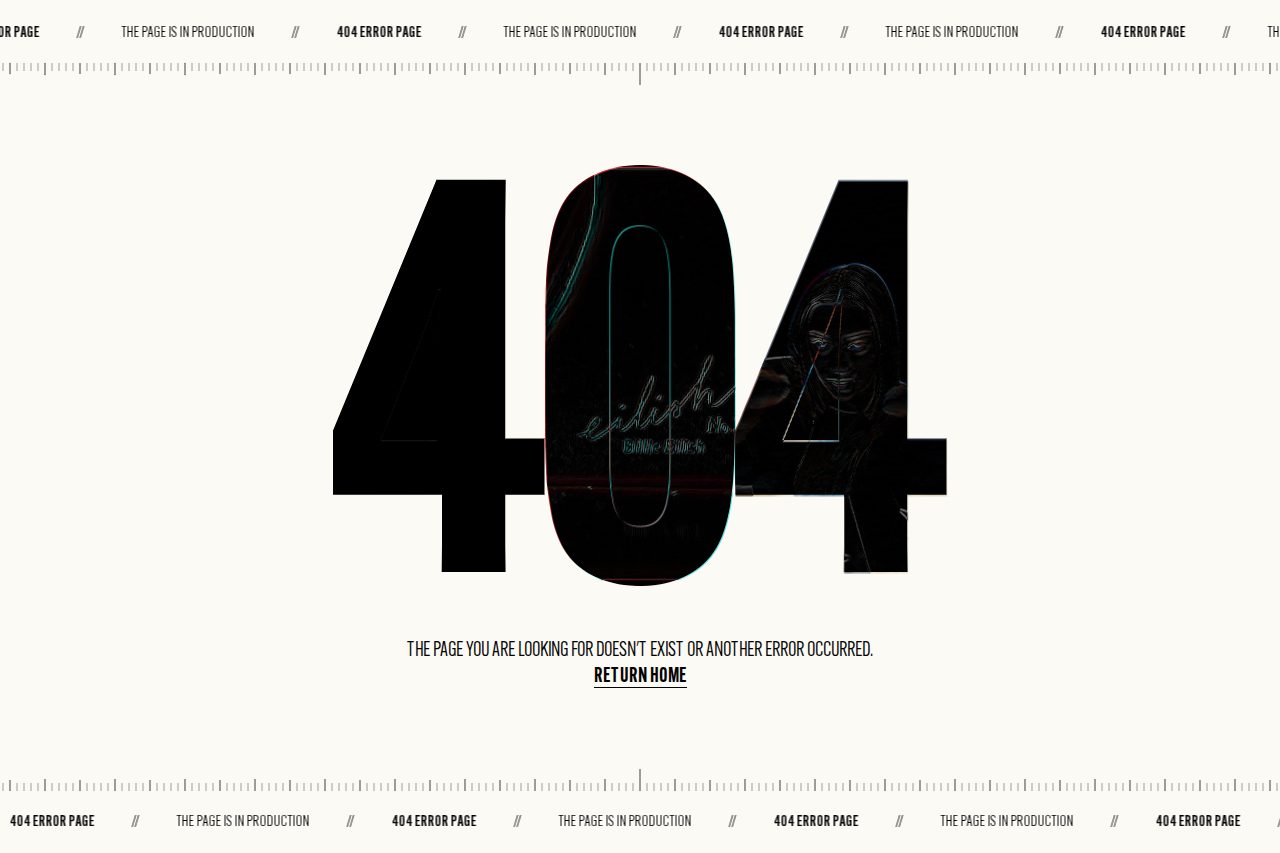 OR PAGE // THE PAGE IS IN PRODUCTION // 404 ERROR PAGE // THE PAGE IS IN PRODUCTION // 404 ERROR PAGE // THE PAGE IS IN PRODUCTION // 404 ERROR PAGE // TH
404
eilish
Billie Eilish
THE PAGE YOU ARE LOOKING FOR DOESN'T EXIST OR ANOTHER ERROR OCCURRED.
RETURN HOME
404 ERROR PAGE // THE PAGE IS IN PRODUCTION // 404 ERROR PAGE // THE PAGE IS IN PRODUCTION // 404 ERROR PAGE // THE PAGE IS IN PRODUCTION // 404 ERROR PAGE /